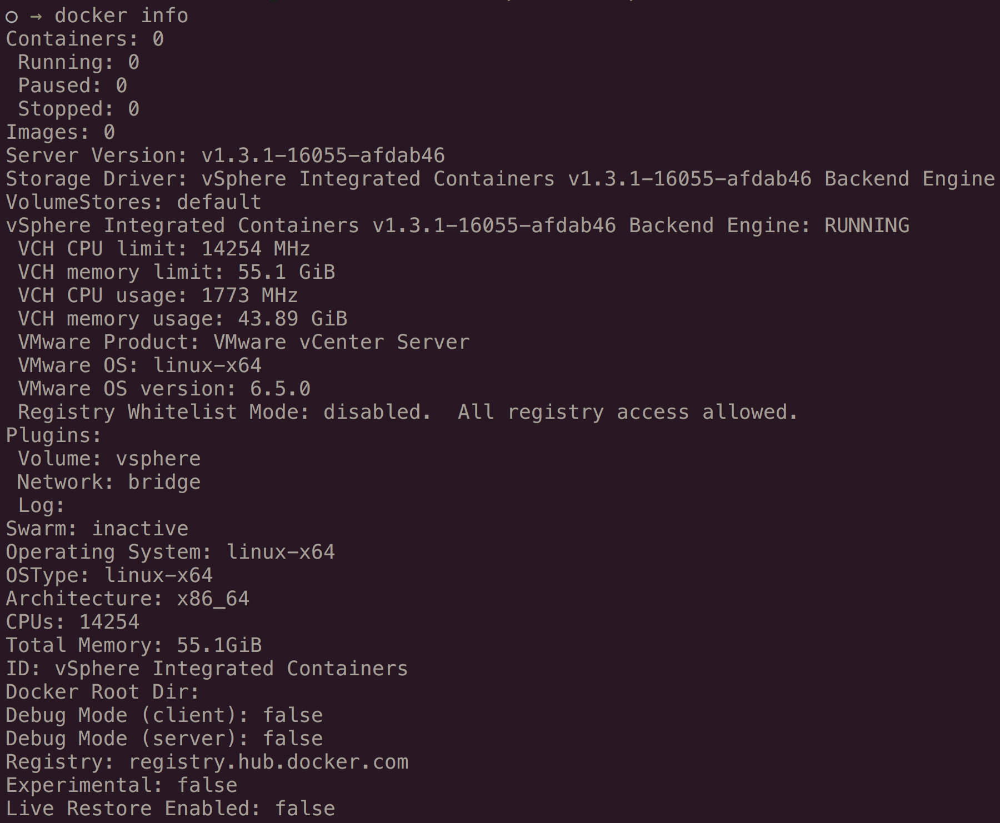 ○ → docker info
Containers: 0
 Running: 0
 Paused: 0
 Stopped: 0
Images: 0
Server Version: v1.3.1-16055-afdab46
Storage Driver: vSphere Integrated Containers v1.3.1-16055-afdab46 Backend Engine
VolumeStores: default
vSphere Integrated Containers v1.3.1-16055-afdab46 Backend Engine: RUNNING
 VCH CPU limit: 14254 MHz
 VCH memory limit: 55.1 GiB
 VCH CPU usage: 1773 MHz
 VCH memory usage: 43.89 GiB
 VMware Product: VMware vCenter Server
 VMware OS: linux-x64
 VMware OS version: 6.5.0
 Registry Whitelist Mode: disabled.  All registry access allowed.
Plugins:
 Volume: vsphere
 Network: bridge
 Log:
Swarm: inactive
Operating System: linux-x64
OSType: linux-x64
Architecture: x86_64
CPUs: 14254
Total Memory: 55.1GiB
ID: vSphere Integrated Containers
Docker Root Dir:
Debug Mode (client): false
Debug Mode (server): false
Registry: registry.hub.docker.com
Experimental: false
Live Restore Enabled: false